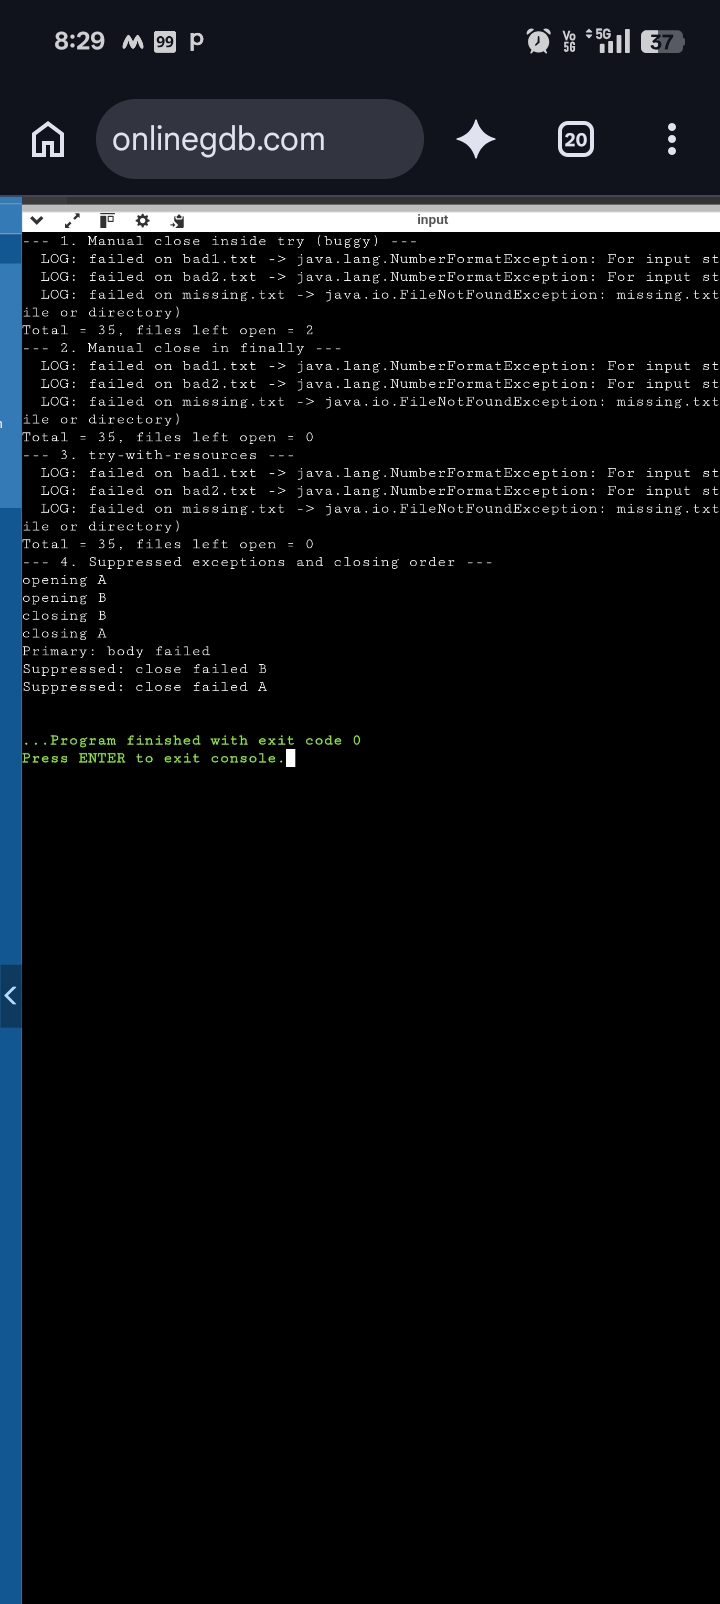 8:29 99 p Vo 5G 5G 37
onlinegdb.com 20
input
--- 1. Manual close inside try (buggy) ---
LOG: failed on bad1.txt -> java.lang.NumberFormatException: For input st
LOG: failed on bad2.txt -> java.lang.NumberFormatException: For input st
LOG: failed on missing.txt -> java.io.FileNotFoundException: missing.txt
ile or directory)
Total = 35, files left open = 2
--- 2. Manual close in finally ---
LOG: failed on bad1.txt -> java.lang.NumberFormatException: For input st
LOG: failed on bad2.txt -> java.lang.NumberFormatException: For input st
LOG: failed on missing.txt -> java.io.FileNotFoundException: missing.txt
ile or directory)
Total = 35, files left open = 0
--- 3. try-with-resources ---
LOG: failed on bad1.txt -> java.lang.NumberFormatException: For input st
LOG: failed on bad2.txt -> java.lang.NumberFormatException: For input st
LOG: failed on missing.txt -> java.io.FileNotFoundException: missing.txt
ile or directory)
Total = 35, files left open = 0
--- 4. Suppressed exceptions and closing order ---
opening A
opening B
closing B
closing A
Primary: body failed
Suppressed: close failed B
Suppressed: close failed A
...Program finished with exit code 0
Press ENTER to exit console.